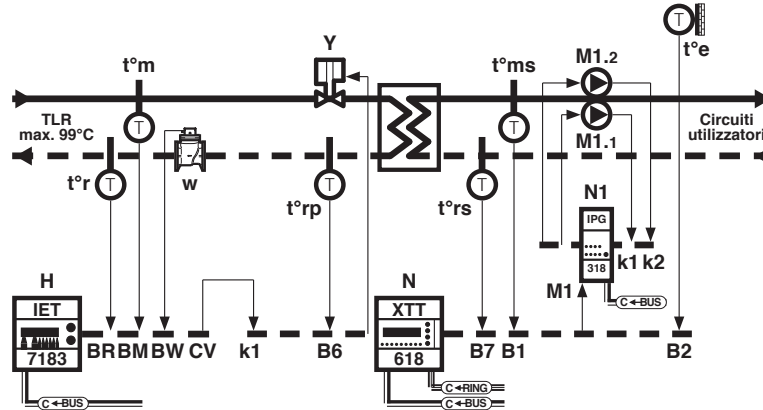 T
t°e
Y
M1.2
t°m
t°ms
TLR
max. 99°C
T
T
Circuiti
utilizzatori
M1.1
t°r
T
w
t°rp
T
t°rs
T
N1
IPG
318
k1 k2
M1
C BUS
H
IET
7183
N
XTT
618
BR BM BW CV k1 B6 B7 B1 B2
C RING
C BUS
C BUS